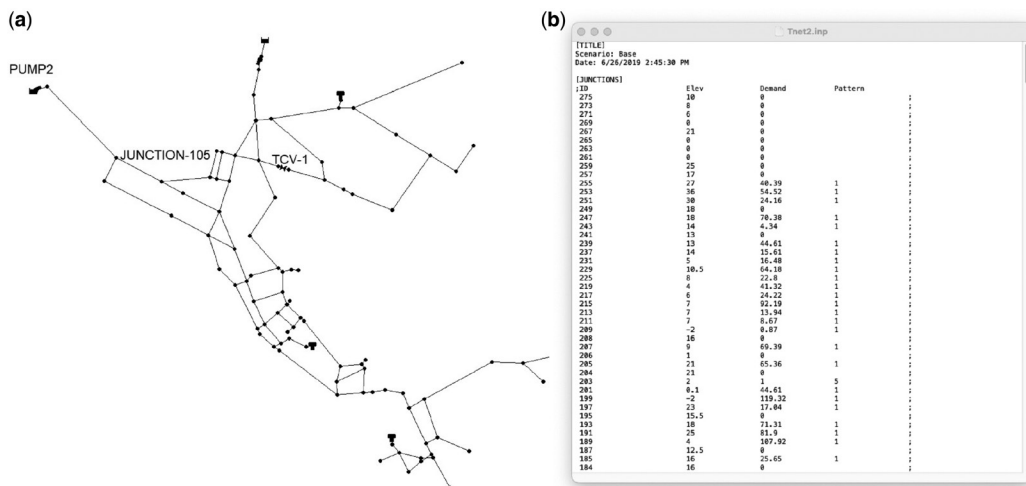 (a)
PUMP2
JUNCTION-105
TCV-1
(b)
Tnet2.inp
[TITLE]
Scenario: Base
Date: 6/26/2019 2:45:30 PM
[JUNCTIONS]
;ID Elev Demand Pattern
275 10 0 ;
273 8 0 ;
271 6 0 ;
269 0 0 ;
267 21 0 ;
265 0 0 ;
263 0 0 ;
261 0 0 ;
259 25 0 ;
257 17 0 ;
255 27 40.39 1 ;
253 36 54.52 1 ;
251 30 24.16 1 ;
249 18 0 ;
247 18 70.38 1 ;
243 14 4.34 1 ;
241 13 0 ;
239 13 44.61 1 ;
237 14 15.61 1 ;
231 5 16.48 1 ;
229 10.5 64.18 1 ;
225 8 22.8 1 ;
219 4 41.32 1 ;
217 6 24.22 1 ;
215 7 92.19 1 ;
213 7 13.94 1 ;
211 7 8.67 1 ;
209 -2 0.87 1 ;
208 16 0 ;
207 9 69.39 1 ;
206 1 0 ;
205 21 65.36 1 ;
204 21 0 ;
203 2 1 5 ;
201 0.1 44.61 1 ;
199 -2 119.32 1 ;
197 23 17.04 1 ;
195 15.5 0 ;
193 18 71.31 1 ;
191 25 81.9 1 ;
189 4 107.92 1 ;
187 12.5 0 ;
185 16 25.65 1 ;
184 16 0 ;